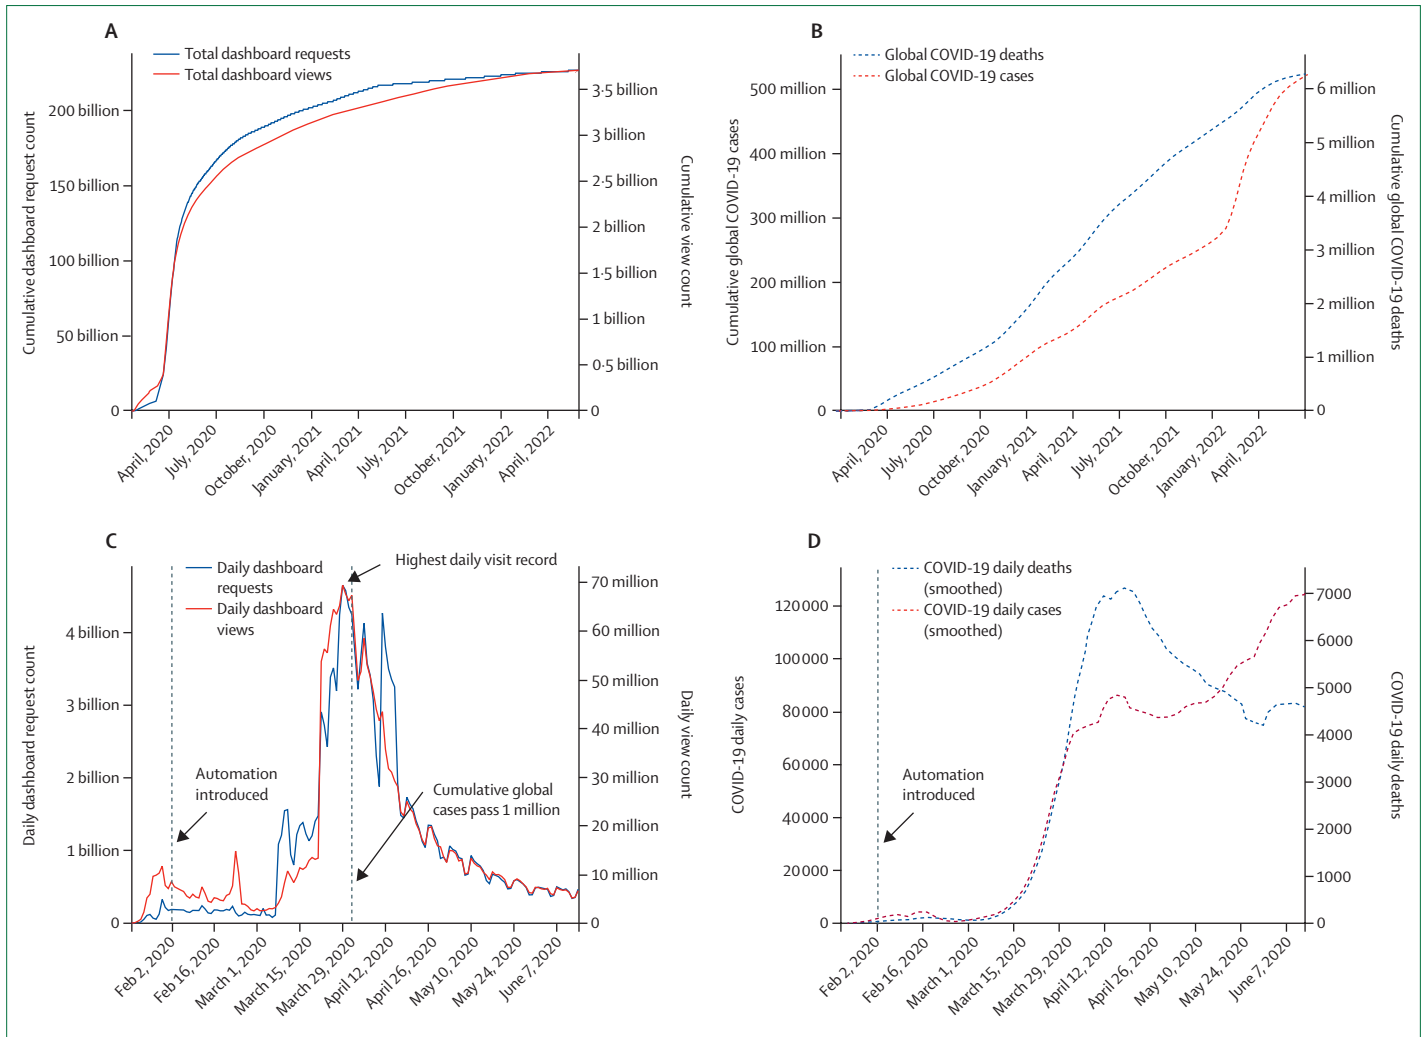 A
Total dashboard requests
Total dashboard views
Cumulative dashboard request count
200 billion
150 billion
100 billion
50 billion
0
3·5 billion
3 billion
2·5 billion
2 billion
1·5 billion
1 billion
0·5 billion
0
Cumulative view count
April, 2020
July, 2020
October, 2020
January, 2021
April, 2021
July, 2021
October, 2021
January, 2022
April, 2022
B
Global COVID-19 deaths
Global COVID-19 cases
Cumulative global COVID-19 cases
500 million
400 million
300 million
200 million
100 million
0
6 million
5 million
4 million
3 million
2 million
1 million
0
Cumulative global COVID-19 deaths
April, 2020
July, 2020
October, 2020
January, 2021
April, 2021
July, 2021
October, 2021
January, 2022
April, 2022
C
Daily dashboard
requests
Daily dashboard
views
Highest daily visit record
Automation
introduced
Cumulative global
cases pass 1 million
Daily dashboard request count
4 billion
3 billion
2 billion
1 billion
0
70 million
60 million
50 million
40 million
30 million
20 million
10 million
0
Daily view count
Feb 2, 2020
Feb 16, 2020
March 1, 2020
March 15, 2020
March 29, 2020
April 12, 2020
April 26, 2020
May 10, 2020
May 24, 2020
June 7, 2020
D
COVID-19 daily deaths
(smoothed)
COVID-19 daily cases
(smoothed)
Automation
introduced
COVID-19 daily cases
120 000
100 000
80 000
60 000
40 000
20 000
0
7000
6000
5000
4000
3000
2000
1000
0
COVID-19 daily deaths
Feb 2, 2020
Feb 16, 2020
March 1, 2020
March 15, 2020
March 29, 2020
April 12, 2020
April 26, 2020
May 10, 2020
May 24, 2020
June 7, 2020